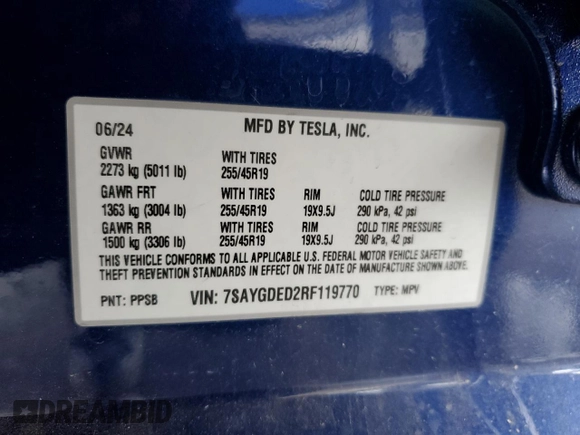 06/24 MFD BY TESLA, INC.
GVWR WITH TIRES
2273 kg (5011 lb) 255/45R19
GAWR FRT WITH TIRES RIM COLD TIRE PRESSURE
1363 kg (3004 lb) 255/45R19 19X9.5J 290 kPa, 42 psi
GAWR RR WITH TIRES RIM COLD TIRE PRESSURE
1500 kg (3306 lb) 255/45R19 19X9.5J 290 kPa, 42 psi
THIS VEHICLE CONFORMS TO ALL APPLICABLE U.S. FEDERAL MOTOR VEHICLE SAFETY AND
THEFT PREVENTION STANDARDS IN EFFECT ON THE DATE OF MANUFACTURE SHOWN ABOVE.
PNT: PPSB VIN: 7SAYGDED2RF119770 TYPE: MPV
DREAMBID